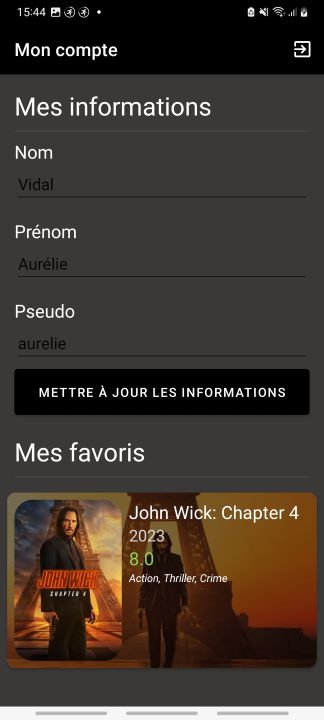 15:44
Mon compte
Mes informations
Nom
Vidal
Prénom
Aurélie
Pseudo
aurelie
METTRE À JOUR LES INFORMATIONS
Mes favoris
John Wick: Chapter 4
2023
8.0
Action, Thriller, Crime
JOHN WICK
CHAPTER 4